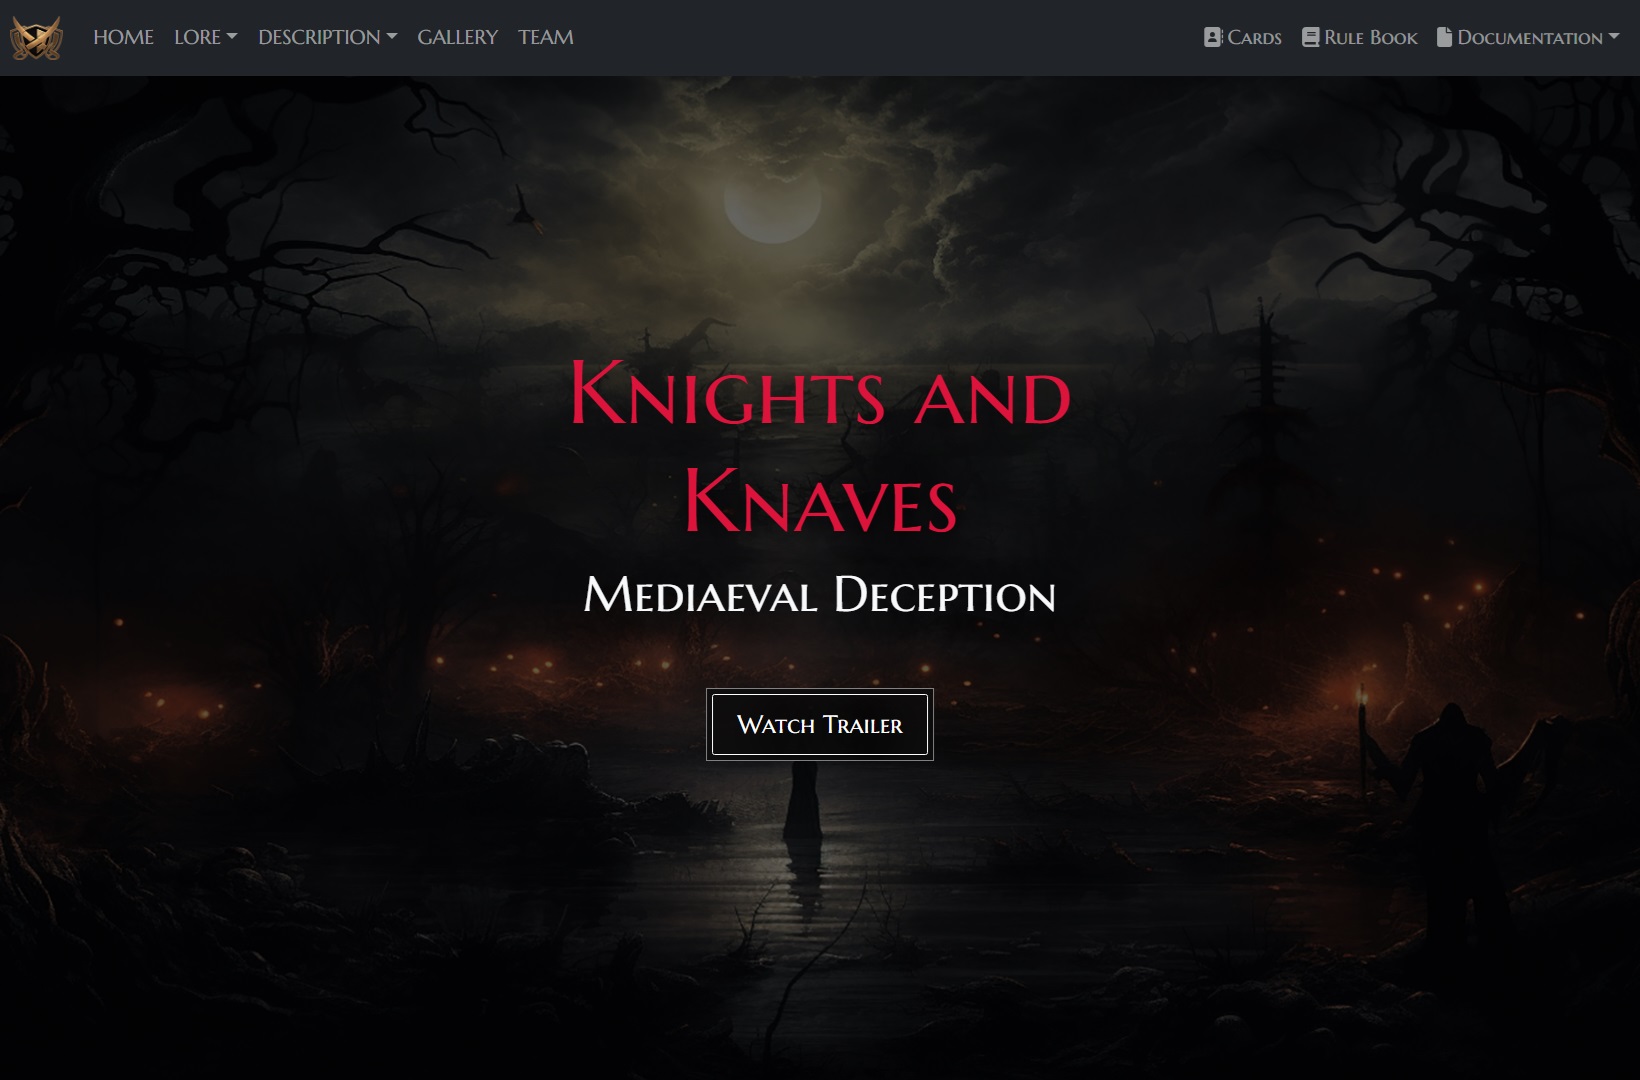 HOME LORE DESCRIPTION GALLERY TEAM Cards Rule Book Documentation
Knights and
Knaves
Mediaeval Deception
Watch Trailer